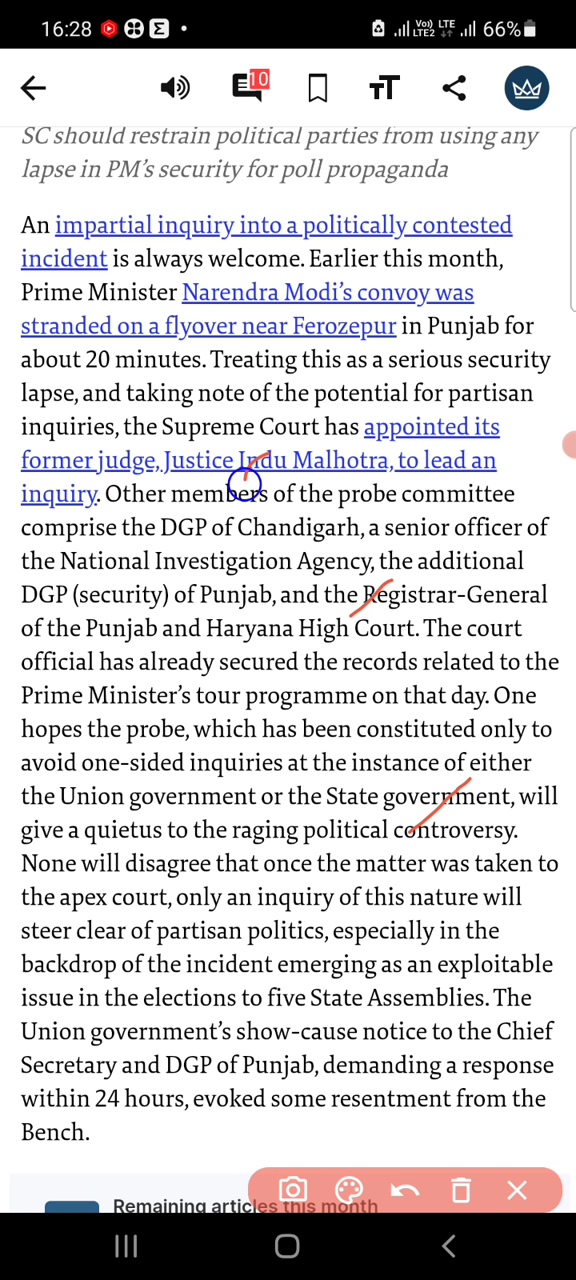 16:28
Vo) LTE
LTE2
66%
10
TT
SC should restrain political parties from using any
lapse in PM's security for poll propaganda
An impartial inquiry into a politically contested
incident is always welcome. Earlier this month,
Prime Minister Narendra Modi's convoy was
stranded on a flyover near Ferozepur in Punjab for
about 20 minutes. Treating this as a serious security
lapse, and taking note of the potential for partisan
inquiries, the Supreme Court has appointed its
former judge, Justice Indu Malhotra, to lead an
inquiry. Other members of the probe committee
comprise the DGP of Chandigarh, a senior officer of
the National Investigation Agency, the additional
DGP (security) of Punjab, and the Registrar-General
of the Punjab and Haryana High Court. The court
official has already secured the records related to the
Prime Minister's tour programme on that day. One
hopes the probe, which has been constituted only to
avoid one-sided inquiries at the instance of either
the Union government or the State government, will
give a quietus to the raging political controversy.
None will disagree that once the matter was taken to
the apex court, only an inquiry of this nature will
steer clear of partisan politics, especially in the
backdrop of the incident emerging as an exploitable
issue in the elections to five State Assemblies. The
Union government's show-cause notice to the Chief
Secretary and DGP of Punjab, demanding a response
within 24 hours, evoked some resentment from the
Bench.
Remaining articles this month